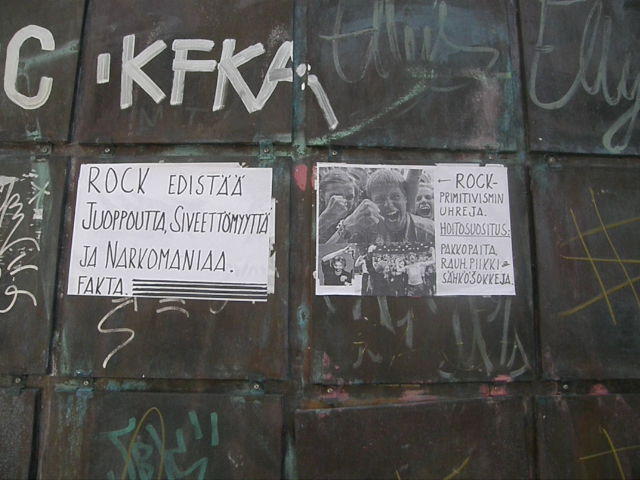 C 'KFKA
ROCK EDISTÄÄ
JUOPPOUTTA, SIVEETTÖMYYTTÄ
JA NARKOMANIAA.
FAKTA.
← ROCK-
PRIMITIVISMIN
UHREJA.
HOITOSUOSITUS:
PAKKOPAITA,
RAUH. PIIKKI
SÄHKÖSOKKEJA.